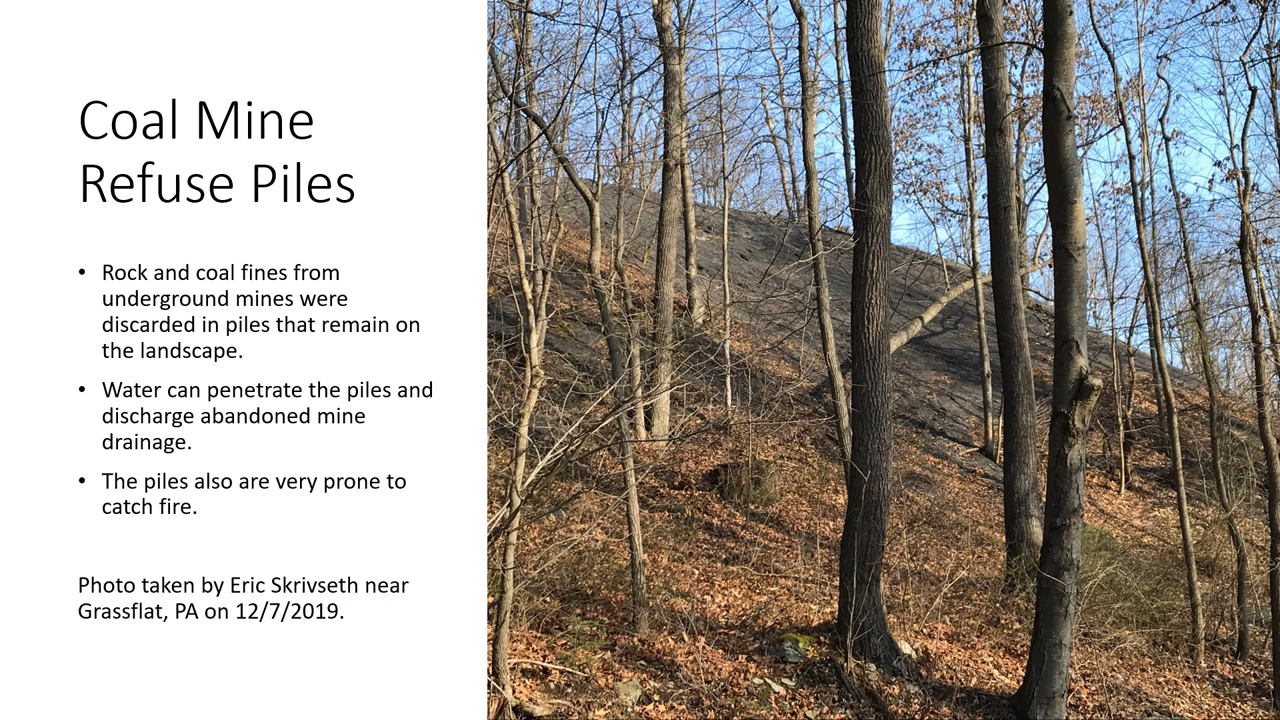 Coal Mine
Refuse Piles
• Rock and coal fines from
underground mines were
discarded in piles that remain on
the landscape.
• Water can penetrate the piles and
discharge abandoned mine
drainage.
• The piles also are very prone to
catch fire.
Photo taken by Eric Skrivseth near
Grassflat, PA on 12/7/2019.